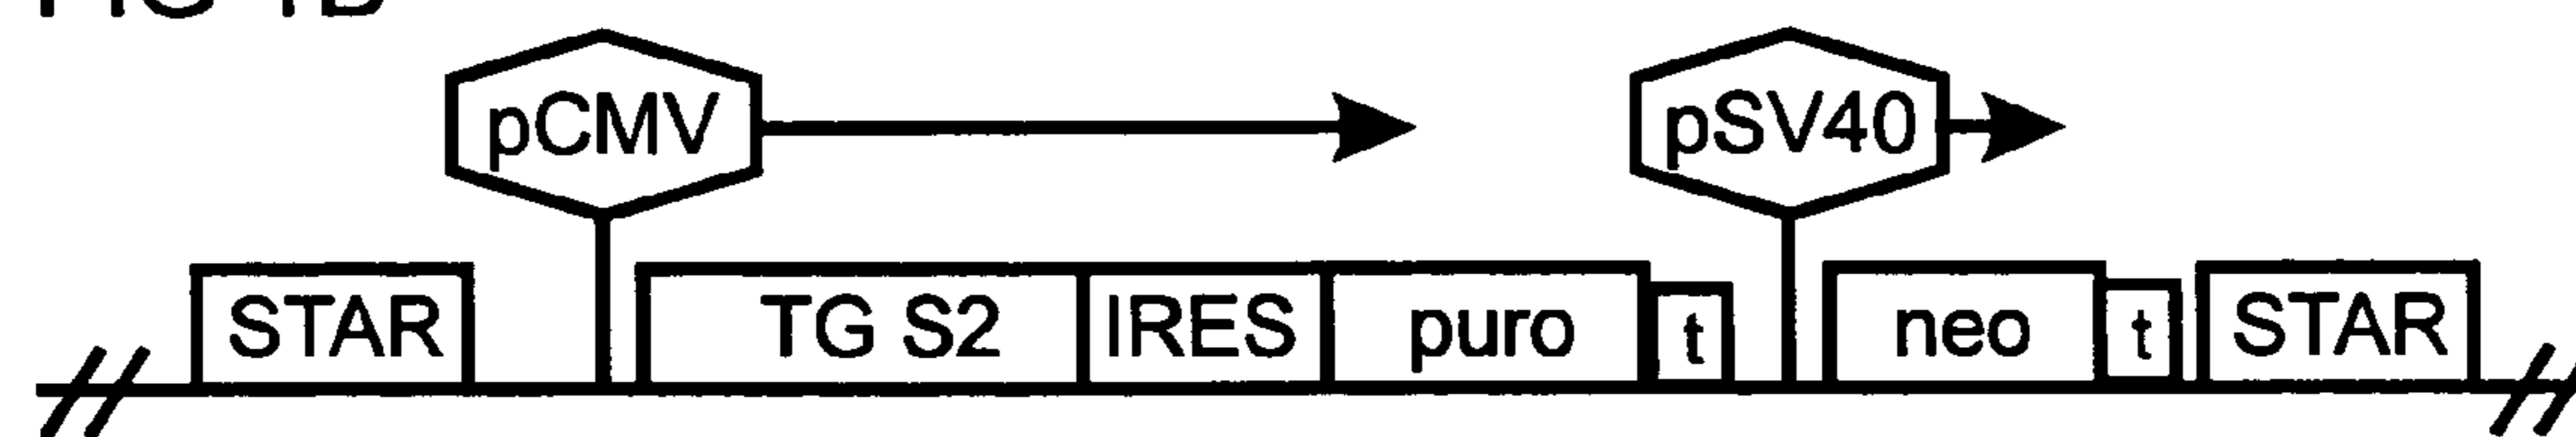 pCMV pSV40
STAR TG S2 IRES puro t neo t STAR